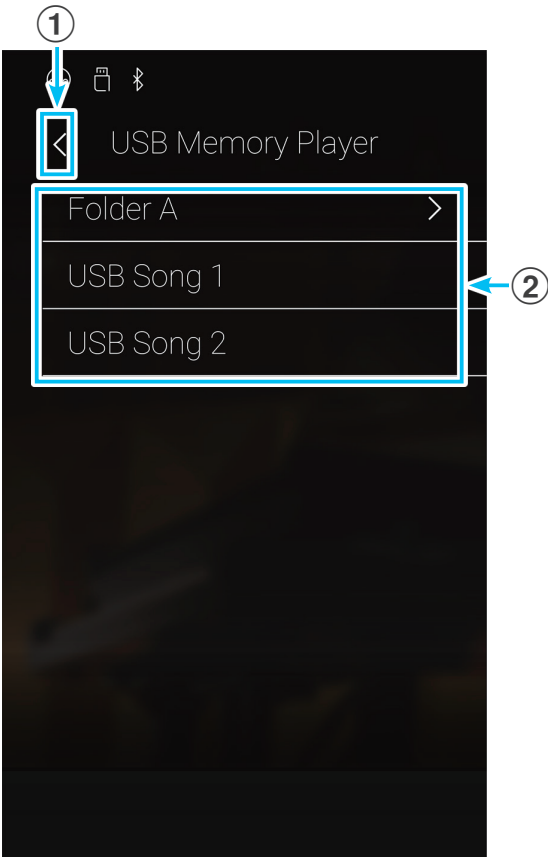 ①
USB Memory Player
Folder A
USB Song 1
②
USB Song 2